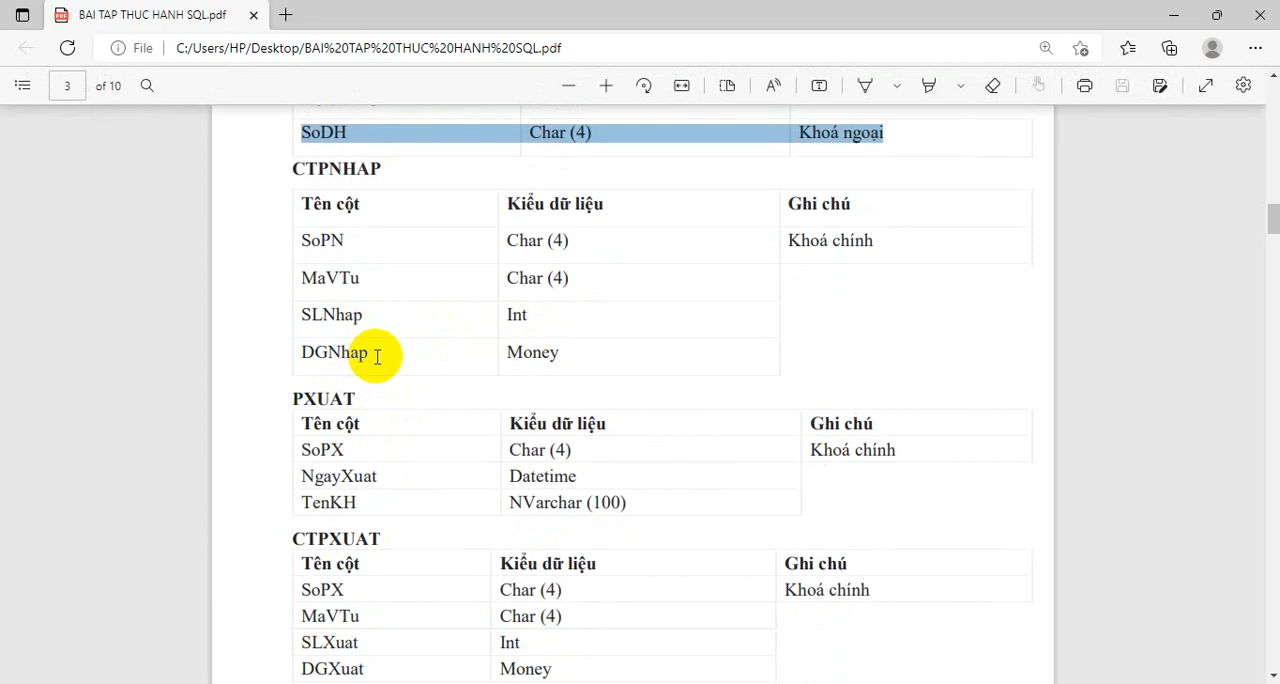 BAI TAP THUC HANH SQL.pdf
File C:/Users/HP/Desktop/BAI%20TAP%20THUC%20HANH%20SQL.pdf
3 of 10
SoDH Char (4) Khoá ngoại
CTPNHAP
Tên cột Kiểu dữ liệu Ghi chú
SoPN Char (4) Khoá chính
MaVTu Char (4)
SLNhap Int
DGNhap Money
PXUAT
Tên cột Kiểu dữ liệu Ghi chú
SoPX Char (4) Khoá chính
NgayXuat Datetime
TenKH NVarchar (100)
CTPXUAT
Tên cột Kiểu dữ liệu Ghi chú
SoPX Char (4) Khoá chính
MaVTu Char (4)
SLXuat Int
DGXuat Money